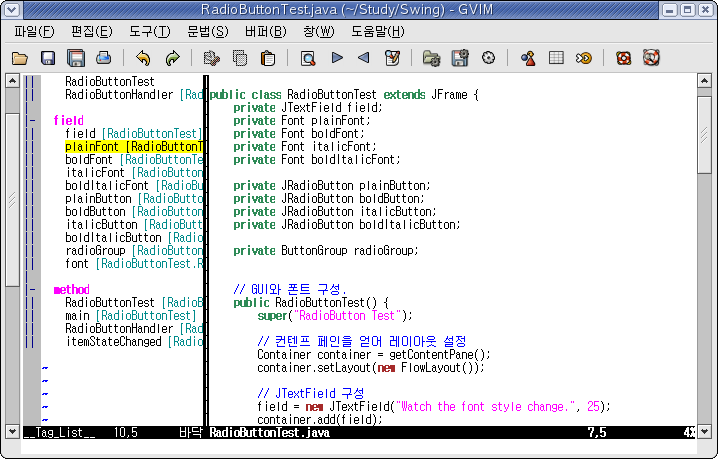 RadioButtonTest.java (~/Study/Swing) - GVIM
파일(F) 편집(E) 도구(T) 문법(S) 버퍼(B) 창(W) 도움말(H)
|| RadioButtonTest
|| RadioButtonHandler [Rad
||
|- field
|| field [RadioButtonTest]
|| plainFont [RadioButtonT
|| boldFont [RadioButtonTe
|| italicFont [RadioButton
|| boldItalicFont [RadioBu
|| plainButton [RadioButto
|| boldButton [RadioButton
|| italicButton [RadioButt
|| boldItalicButton [Radio
|| radioGroup [RadioButton
|| font [RadioButtonTest.R
||
|- method
|| RadioButtonTest [RadioB
|| main [RadioButtonTest]
|| RadioButtonHandler [Rad
|| itemStateChanged [Radio
~
~
~
~
~
__Tag_List__ 10,5 바닥
public class RadioButtonTest extends JFrame {
private JTextField field;
private Font plainFont;
private Font boldFont;
private Font italicFont;
private Font boldItalicFont;
private JRadioButton plainButton;
private JRadioButton boldButton;
private JRadioButton italicButton;
private JRadioButton boldItalicButton;
private ButtonGroup radioGroup;
// GUI와 폰트 구성.
public RadioButtonTest() {
super("RadioButton Test");
// 컨텐트 페인을 얻어 레이아웃 설정
Container container = getContentPane();
container.setLayout(new FlowLayout());
// JTextField 구성
field = new JTextField("Watch the font style change.", 25);
container.add(field);
RadioButtonTest.java 7,5 4%